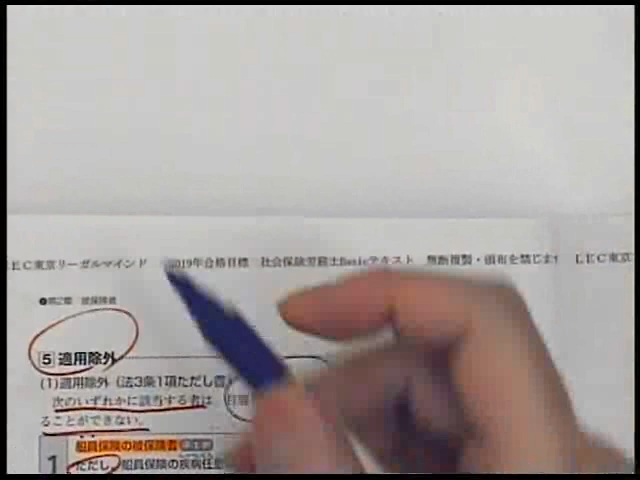 LEC東京リーガルマインド 2019年合格目標 社会保険労務士Basicテキスト 無断複製・頒布を禁じます LEC東京
第2章 被保険者
5 適用除外
(1)適用除外(法3条1項ただし書)
次のいずれかに該当する者は
ることができない。
1 船員保険の被保険者
ただし、船員保険の疾病任意